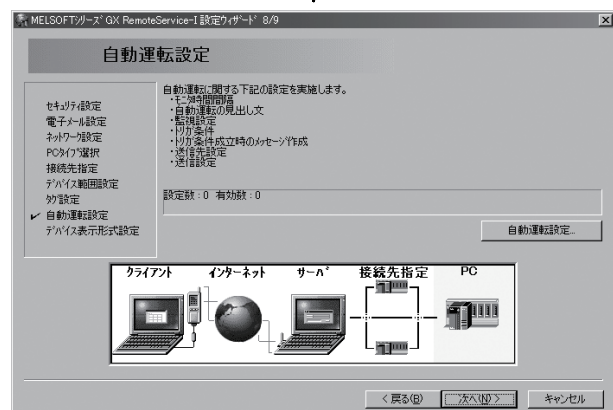 MELSOFTｼﾘｰｽﾞ GX RemoteService-I 設定ｳｨｻﾞｰﾄﾞ 8/9
自動運転設定
ｾｷｭﾘﾃｨ設定
電子ﾒｰﾙ設定
ﾈｯﾄﾜｰｸ設定
PCﾀｲﾌﾟ選択
接続先指定
ﾃﾞﾊﾞｲｽ範囲設定
ﾀｸﾞ設定
自動運転設定
ﾃﾞﾊﾞｲｽ表示形式設定
自動運転に関する下記の設定を実施します。
・ﾓﾆﾀ時間間隔
・自動運転の見出し文
・監視設定
・ﾄﾘｶﾞ条件
・ﾄﾘｶﾞ条件成立時のﾒｯｾｰｼﾞ作成
・送信先設定
・送信設定
設定数：0 有効数：0
自動運転設定...
ｸﾗｲｱﾝﾄ ｲﾝﾀｰﾈｯﾄ ｻｰﾊﾞ 接続先指定 PC
< 戻る(B) 次へ(N) > ｷｬﾝｾﾙ